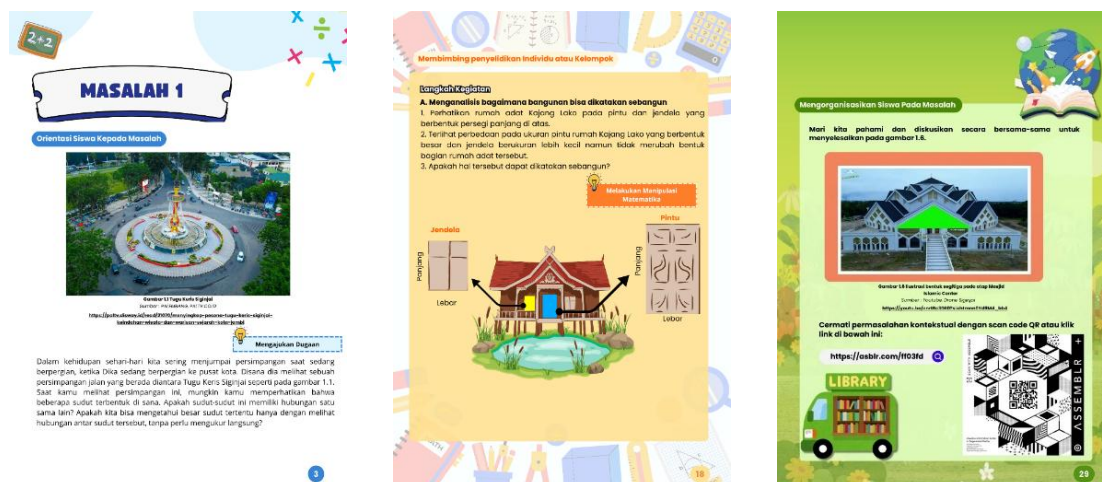 2+2
MASALAH 1
Orientasi Siswa Kepada Masalah
Gambar 1.1 Tugu Keris Siginjai
Mengajukan Dugaan
Dalam kehidupan sehari-hari kita sering menjumpai persimpangan saat sedang
berpergian, ketika Dika sedang berpergian ke pusat kota. Disana dia melihat sebuah
persimpangan jalan yang berada diantara Tugu Keris Siginjai seperti pada gambar 1.1.
Saat kamu melihat persimpangan ini, mungkin kamu memperhatikan bahwa
beberapa sudut terbentuk di sana. Apakah sudut-sudut ini memiliki hubungan satu
sama lain? Apakah kita bisa mengetahui besar sudut tertentu hanya dengan melihat
hubungan antar sudut tersebut, tanpa perlu mengukur langsung?
3
Membimbing penyelidikan Individu atau Kelompok
Langkah Kegiatan
A. Menganalisis bagaimana bangunan bisa dikatakan sebangun
1. Perhatikan rumah adat Kajang Lako pada pintu dan jendela yang
berbentuk persegi panjang di atas.
2. Terlihat perbedaan pada ukuran pintu rumah Kajang Lako yang berbentuk
besar dan jendela berukuran lebih kecil namun tidak merubah bentuk
bagian rumah adat tersebut.
3. Apakah hal tersebut dapat dikatakan sebangun?
Melakukan Manipulasi
Matematika
Pintu
Jendela
Panjang
Panjang
Lebar
Lebar
18
Mengorganisasikan Siswa Pada Masalah
Mari kita pahami dan diskusikan secara bersama-sama untuk
menyelesaikan pada gambar 1.6.
Islamic Center
Cermati permasalahan kontekstual dengan scan code QR atau klik
link di bawah ini:
https://asblr.com/ff03fd
LIBRARY
ASSEMBLR
29